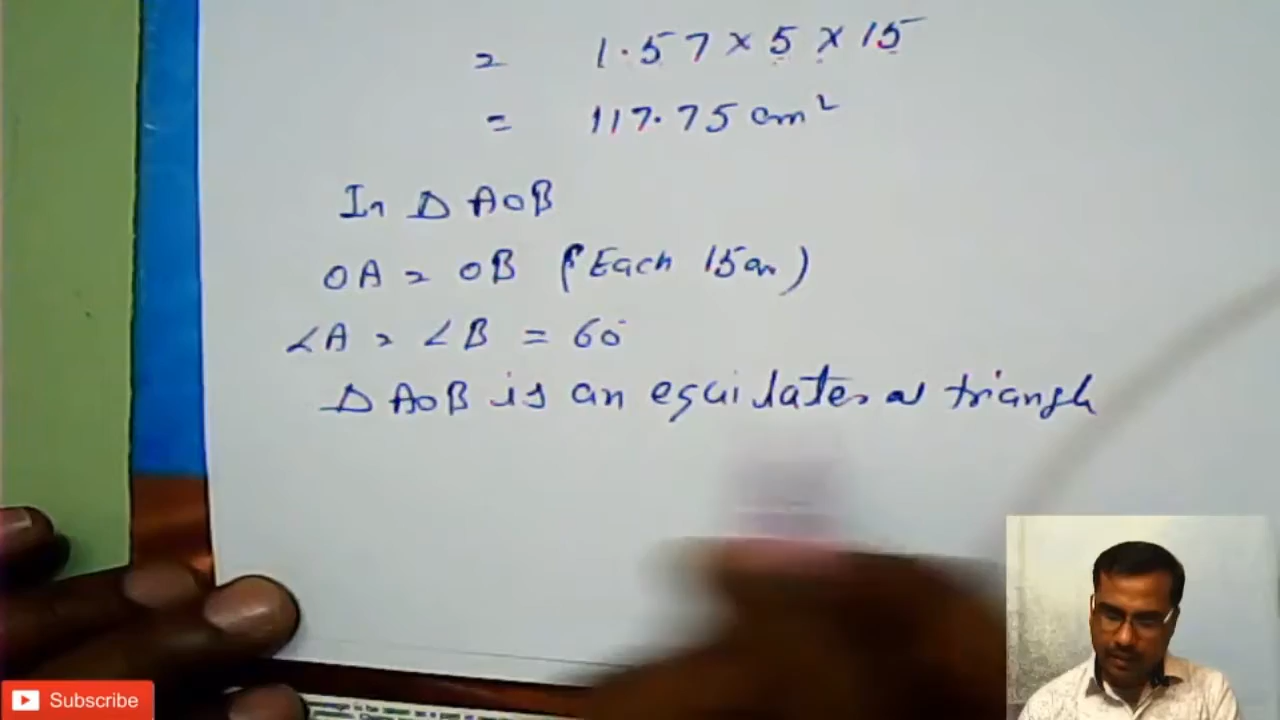 = 1.57 × 5 × 15
= 117.75 cm²
In Δ AOB
OA = OB (Each 15cm)
∠A = ∠B = 60°
Δ AOB is an equilateral triangle
Subscribe